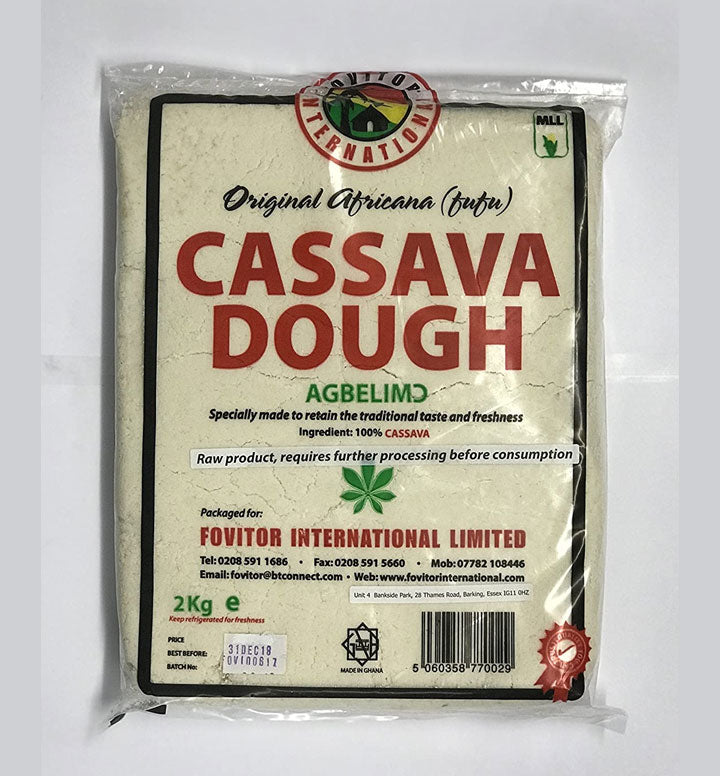 FOVITOR
INTERNATIONAL
MLL
Original Africana (fufu)
CASSAVA
DOUGH
AGBELIMƆ
Specially made to retain the traditional taste and freshness
Ingredient: 100% CASSAVA
Raw product, requires further processing before consumption
Packaged for:
FOVITOR INTERNATIONAL LIMITED
Tel: 0208 591 1686 • Fax: 0208 591 5660 • Mob: 07782 108446
Email: fovitor@btconnect.com • Web: www.fovitorinternational.com
Unit 4 Bankside Park, 28 Thames Road, Barking, Essex IG11 0HZ
2Kg e
Keep refrigerated for freshness
PRICE
BEST BEFORE: 31DEC18
BATCH No: OVI00617
MADE IN GHANA
5 060358 770029